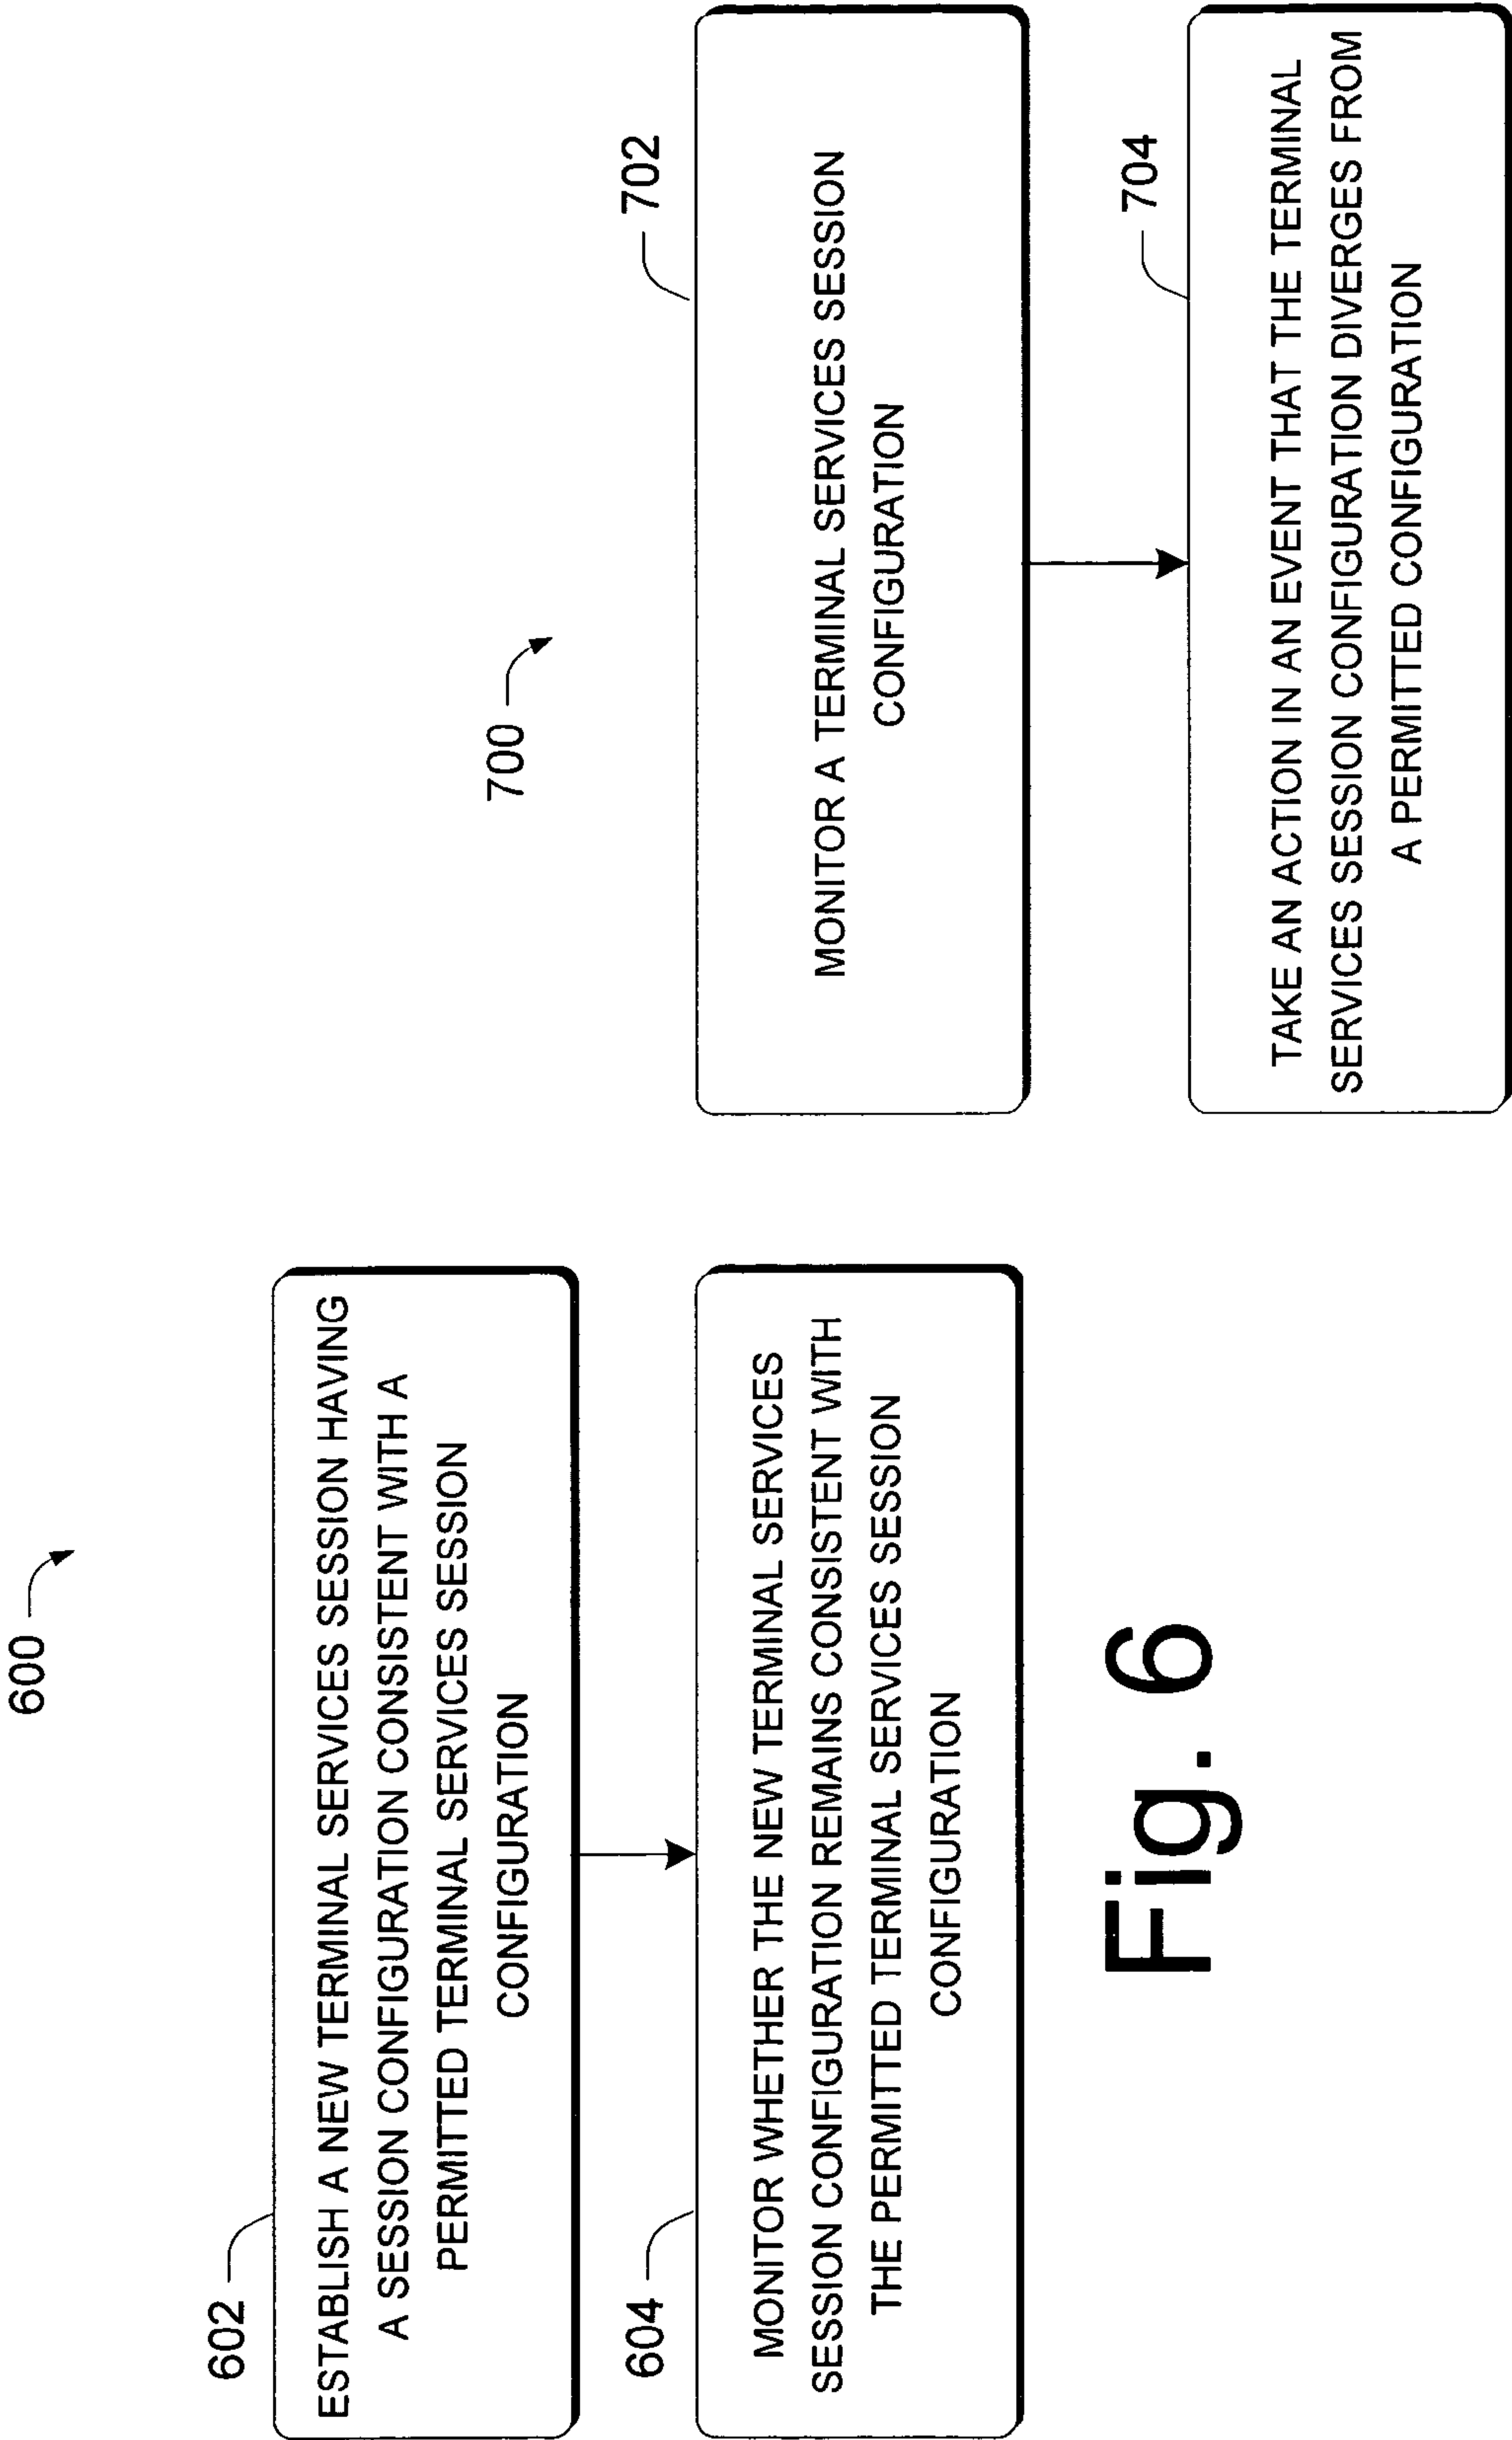 600
602
ESTABLISH A NEW TERMINAL SERVICES SESSION HAVING
A SESSION CONFIGURATION CONSISTENT WITH A
PERMITTED TERMINAL SERVICES SESSION
CONFIGURATION
604
MONITOR WHETHER THE NEW TERMINAL SERVICES
SESSION CONFIGURATION REMAINS CONSISTENT WITH
THE PERMITTED TERMINAL SERVICES SESSION
CONFIGURATION
Fig. 6
700
702
MONITOR A TERMINAL SERVICES SESSION
CONFIGURATION
704
TAKE AN ACTION IN AN EVENT THAT THE TERMINAL
SERVICES SESSION CONFIGURATION DIVERGES FROM
A PERMITTED CONFIGURATION